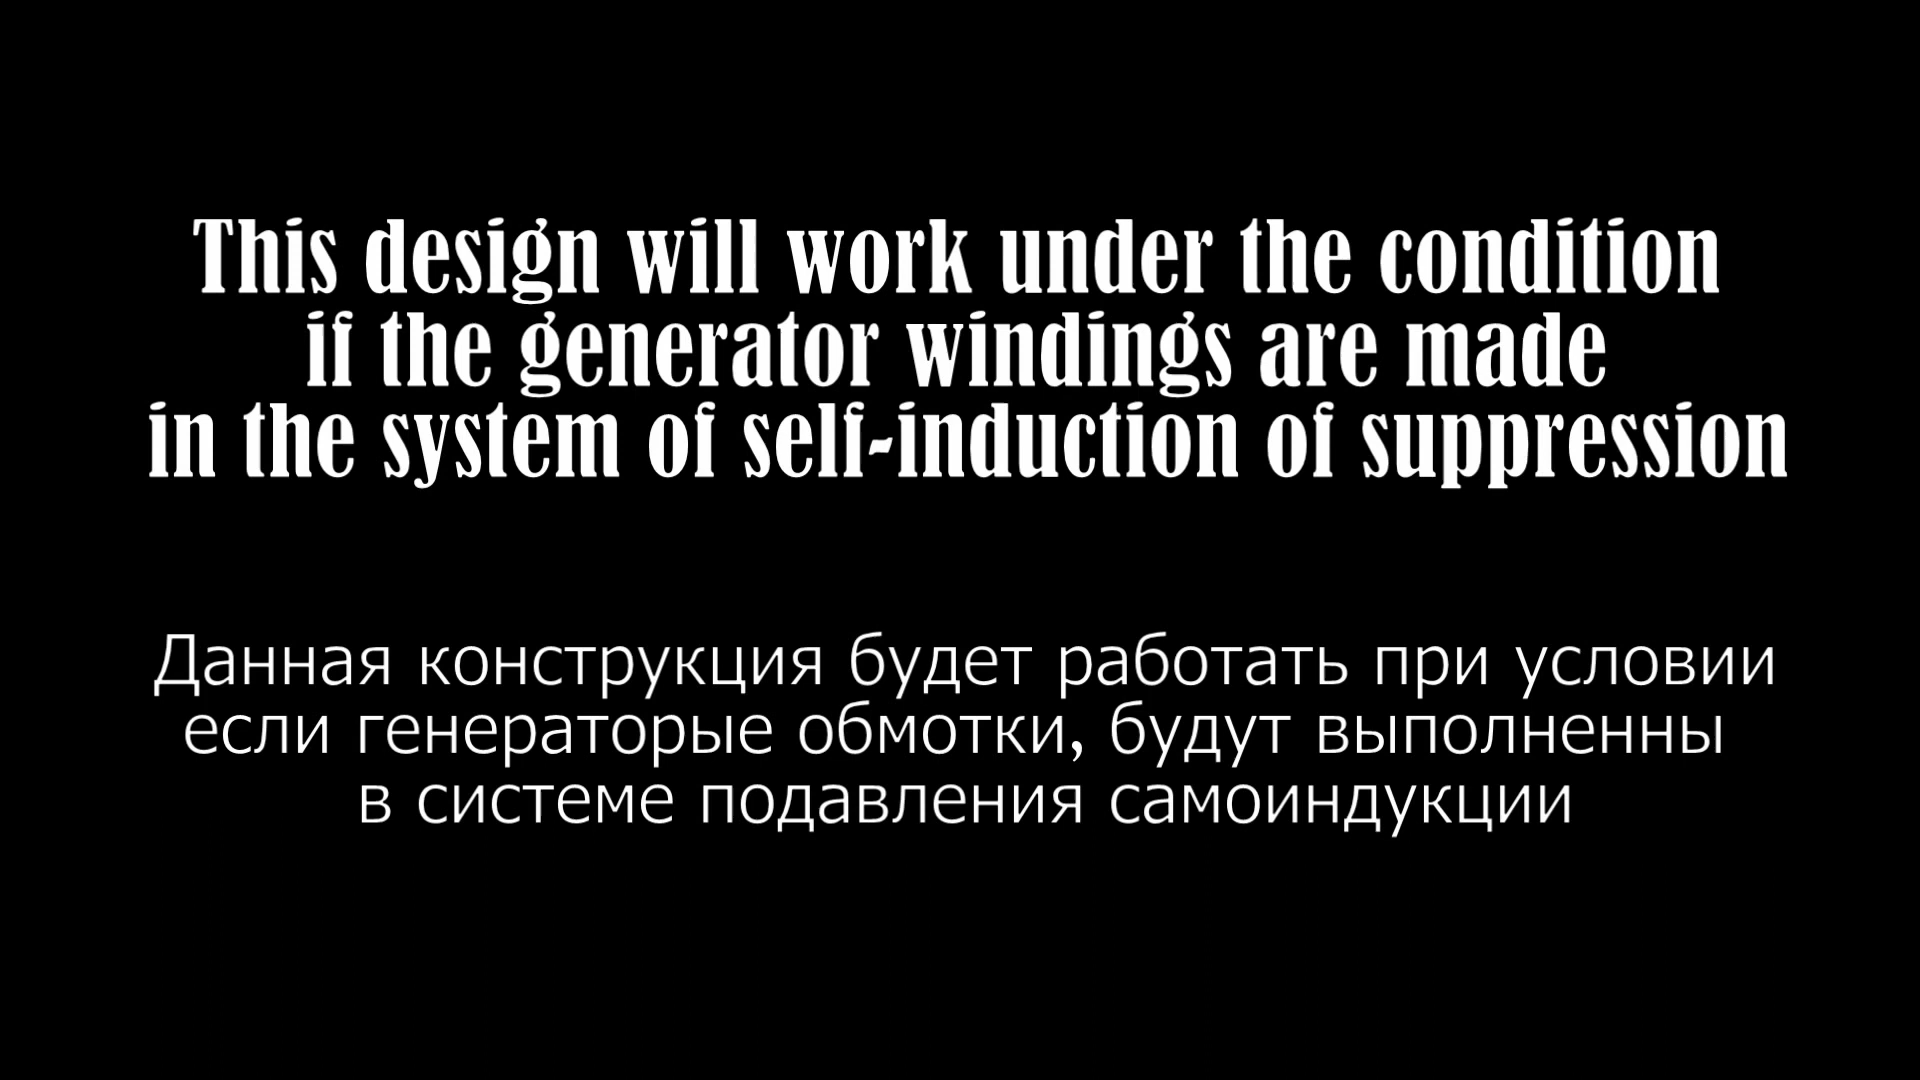 This design will work under the condition
if the generator windings are made
in the system of self-induction of suppression
Данная конструкция будет работать при условии
если генераторые обмотки, будут выполненны
в системе подавления самоиндукции